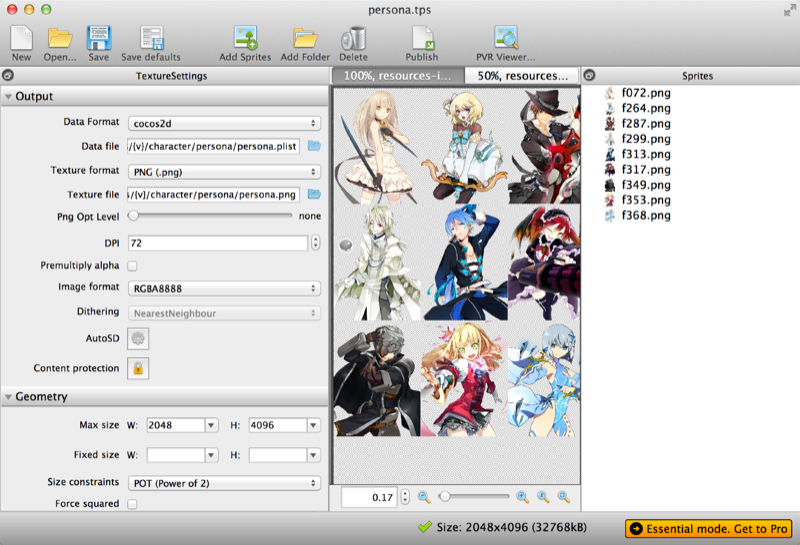 persona.tps
New Open... Save Save defaults Add Sprites Add Folder Delete Publish PVR Viewer...
TextureSettings
100%, resources-i... 50%, resources...
Sprites
Output
Data Format cocos2d
Data file /{v}/character/persona/persona.plist
Texture format PNG (.png)
Texture file /{v}/character/persona/persona.png
Png Opt Level none
DPI 72
Premultiply alpha
Image format RGBA8888
Dithering NearestNeighbour
AutoSD
Content protection
Geometry
Max size W: 2048 H: 4096
Fixed size W: H:
Size constraints POT (Power of 2)
Force squared
f072.png
f264.png
f287.png
f299.png
f313.png
f317.png
f349.png
f353.png
f368.png
0.17
Size: 2048x4096 (32768kB)
Essential mode. Get to Pro